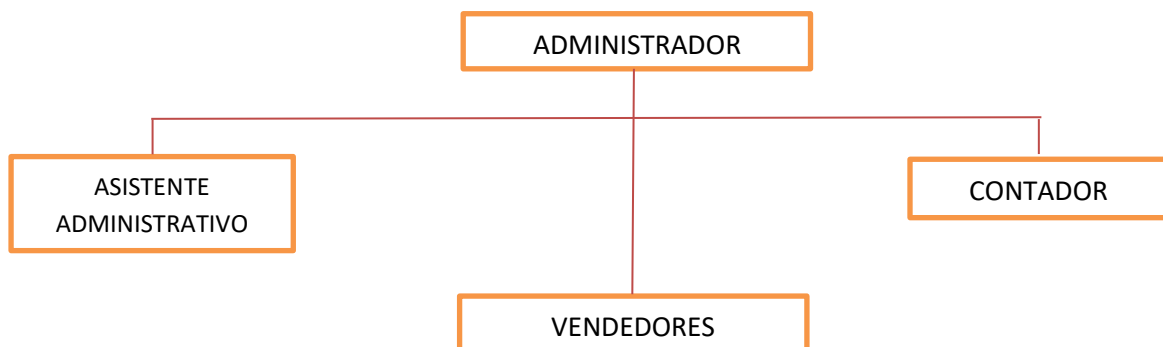 ADMINISTRADOR
ASISTENTE
ADMINISTRATIVO
CONTADOR
VENDEDORES